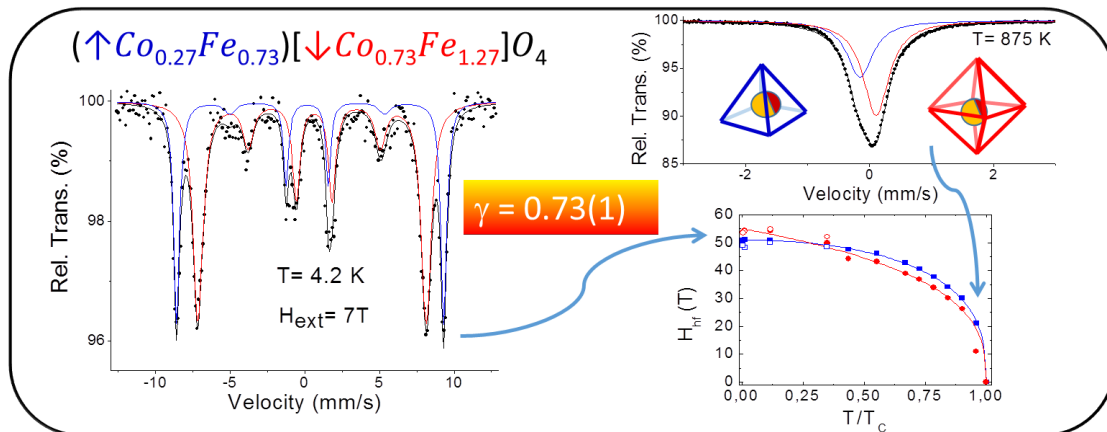 (↑Co0.27Fe0.73)[↓Co0.73Fe1.27]O4
100
98
96
Rel. Trans. (%)
T= 4.2 K
Hext= 7T
-10 -5 0 5 10
Velocity (mm/s)
γ = 0.73(1)
100
95
90
85
Rel. Trans. (%)
T= 875 K
-2 0 2
Velocity (mm/s)
60
50
40
30
20
10
0
Hhf (T)
0,00 0,25 0,50 0,75 1,00
T/TC